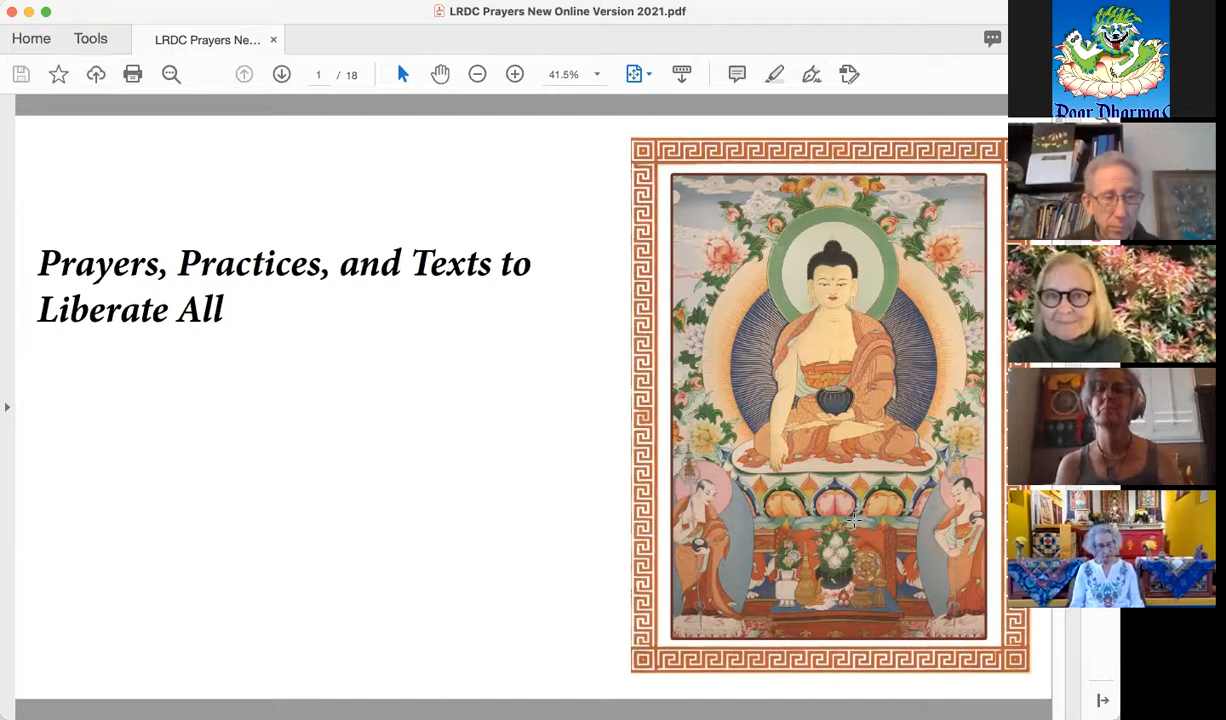 LRDC Prayers New Online Version 2021.pdf
Home
Tools
LRDC Prayers Ne... ×
1 / 18
41.5%
Prayers, Practices, and Texts to
Liberate All
Roar Dharma C